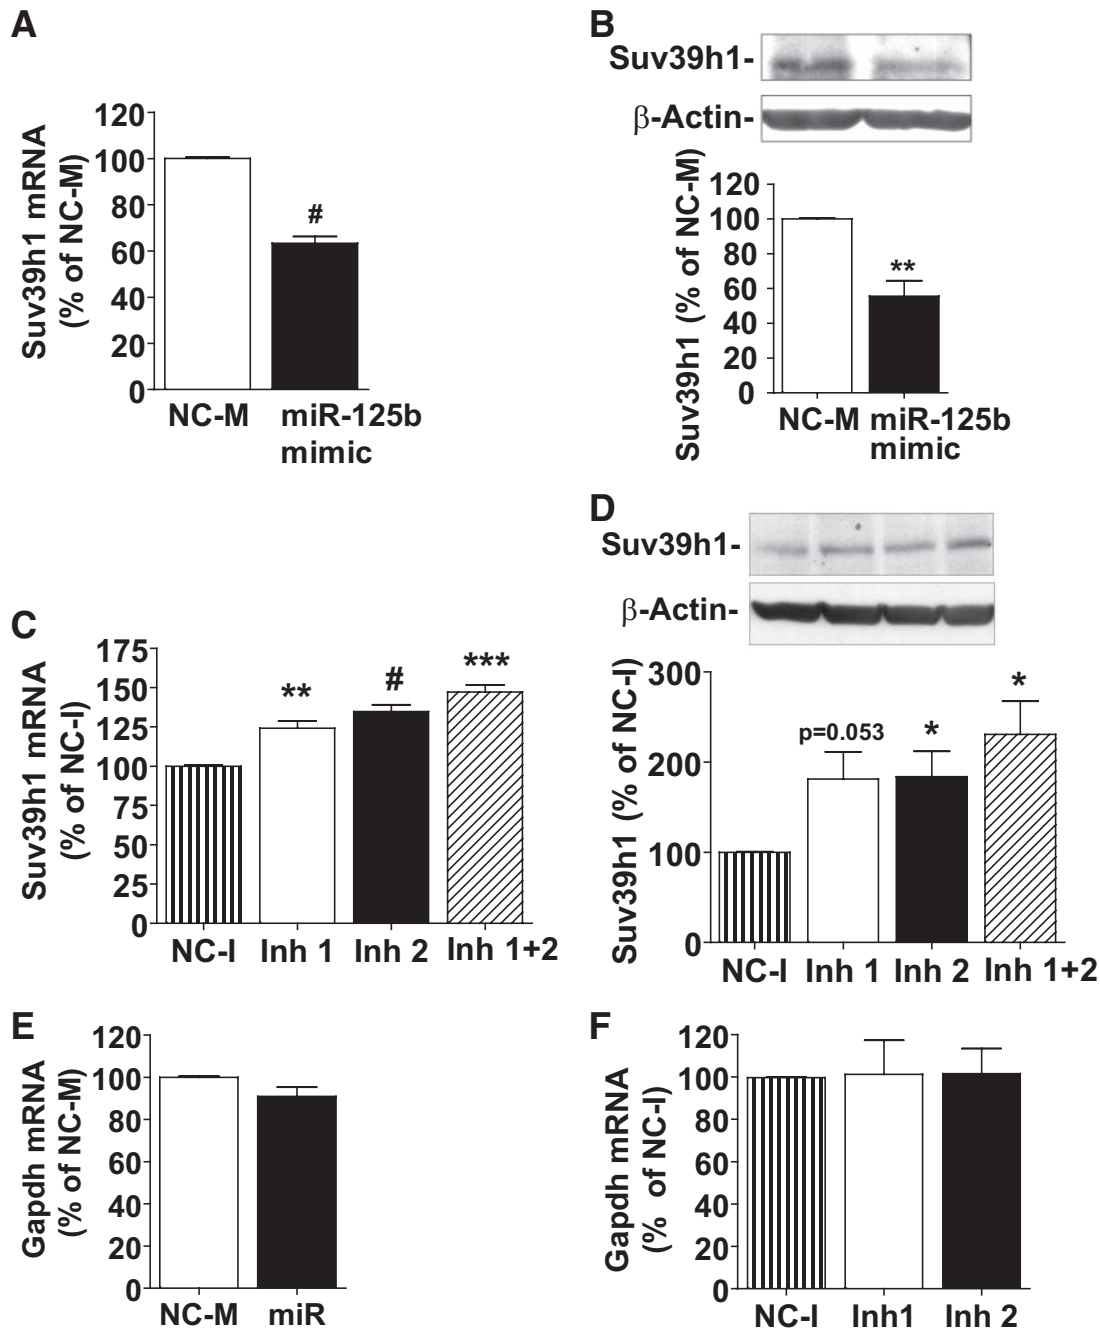 A
Suv39h1 mRNA
(% of NC-M)
120
100
80
60
40
20
0
#
NC-M miR-125b
mimic
B
Suv39h1-
β-Actin-
Suv39h1 (% of NC-M)
120
100
80
60
40
20
0
**
NC-M miR-125b
mimic
C
Suv39h1 mRNA
(% of NC-I)
175
150
125
100
75
50
25
0
**
#
***
NC-I Inh 1 Inh 2 Inh 1+2
D
Suv39h1-
β-Actin-
Suv39h1 (% of NC-I)
300
200
100
0
p=0.053
*
*
NC-I Inh 1 Inh 2 Inh 1+2
E
Gapdh mRNA
(% of NC-M)
120
100
80
60
40
20
0
NC-M miR
F
Gapdh mRNA
(% of NC-I)
120
100
80
60
40
20
0
NC-I Inh1 Inh 2